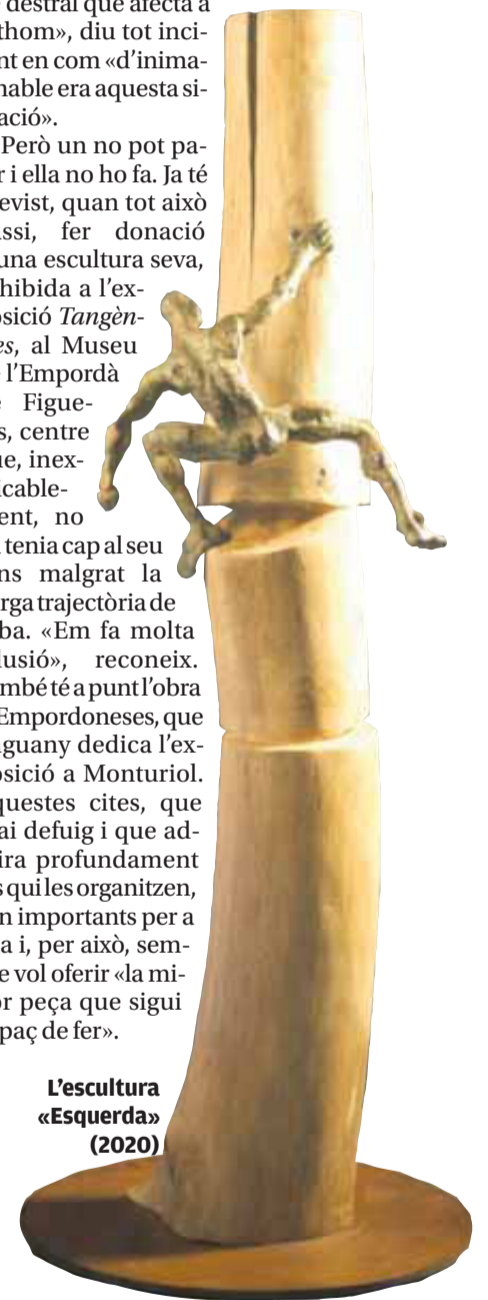 destral que afecta a
thom», diu tot inci-
nt en com «d’inima-
nable era aquesta si-
ació».
Però un no pot pa-
r i ella no ho fa. Ja té
evist, quan tot això
ssi, fer donació
una escultura seva,
hibida a l’ex-
sició Tangèn-
es, al Museu
l’Empordà
e Figue-
s, centre
ue, inex-
icable-
ent, no
tenia cap al seu
ns malgrat la
rga trajectòria de
ba. «Em fa molta
lusió», reconeix.
mbé té a punt l’obra
Empordoneses, que
guany dedica l’ex-
osició a Monturiol.
questes cites, que
ai defuig i que ad-
ira profundament
s qui les organitzen,
n importants per a
a i, per això, sem-
e vol oferir «la mi-
or peça que sigui
paç de fer».
L’escultura
«Esquerda»
(2020)